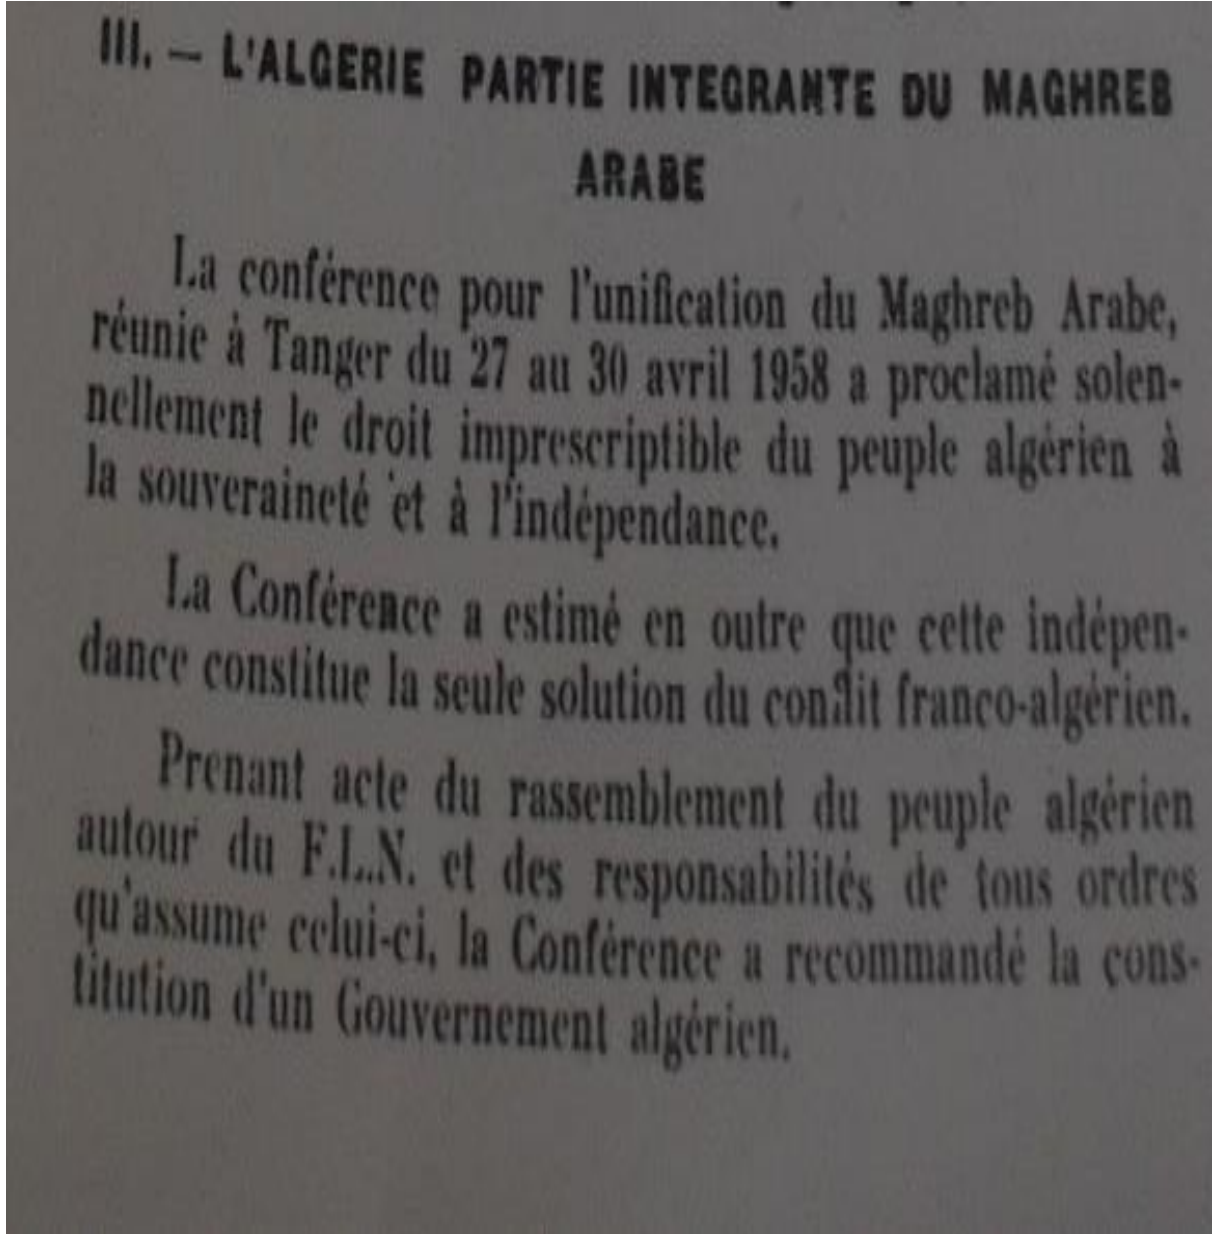 III. — L'ALGERIE PARTIE INTEGRANTE DU MAGHREB
ARABE
La conférence pour l'unification du Maghreb Arabe,
réunie à Tanger du 27 au 30 avril 1958 a proclamé solen-
nellement le droit imprescriptible du peuple algérien à
la souveraineté et à l'indépendance.
La Conférence a estimé en outre que cette indépen-
dance constitue la seule solution du conflit franco-algérien.
Prenant acte du rassemblement du peuple algérien
autour du F.L.N. et des responsabilités de tous ordres
qu'assume celui-ci, la Conférence a recommandé la cons-
titution d'un Gouvernement algérien.